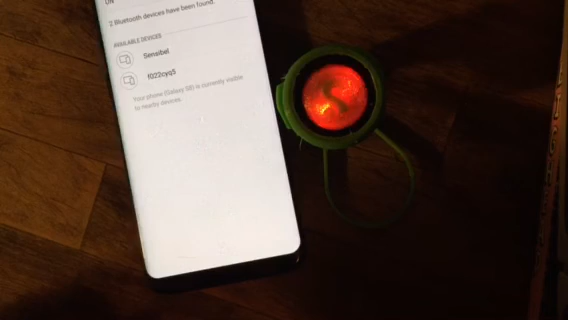 ON
2 Bluetooth devices have been found.
AVAILABLE DEVICES
Sensibel
f022cyq3
Your phone (Galaxy S8) is currently visible
to nearby devices.
S